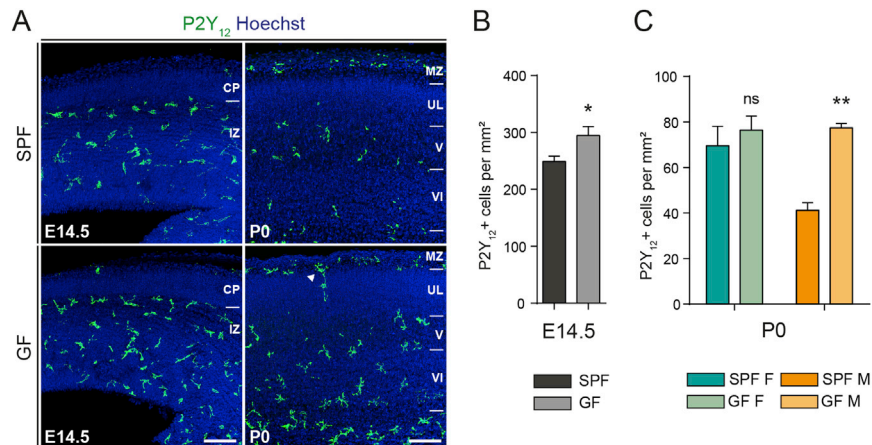 A
P2Y₁₂ Hoechst
SPF
CP
IZ
E14.5
MZ
UL
V
VI
P0
GF
CP
IZ
E14.5
MZ
UL
V
VI
P0
B
P2Y₁₂+ cells per mm²
400
300
200
100
0
*
E14.5
SPF
GF
C
P2Y₁₂+ cells per mm²
100
80
60
40
20
0
ns
**
P0
SPF F
SPF M
GF F
GF M